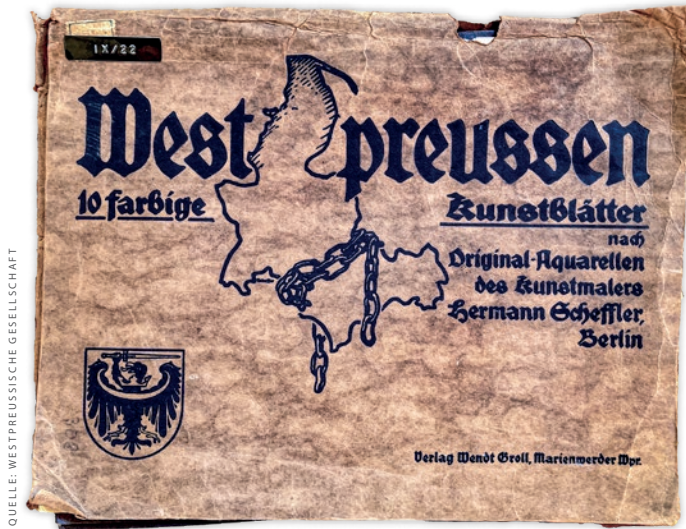 IX/22
West preussen
10 farbige
Kunstblätter
nach
Original-Aquarellen
des Kunstmalers
Hermann Scheffler,
Berlin
Verlag Wendt Groll, Marienwerder Wpr.
QUELLE: WESTPREUSSISCHE GESELLSCHAFT